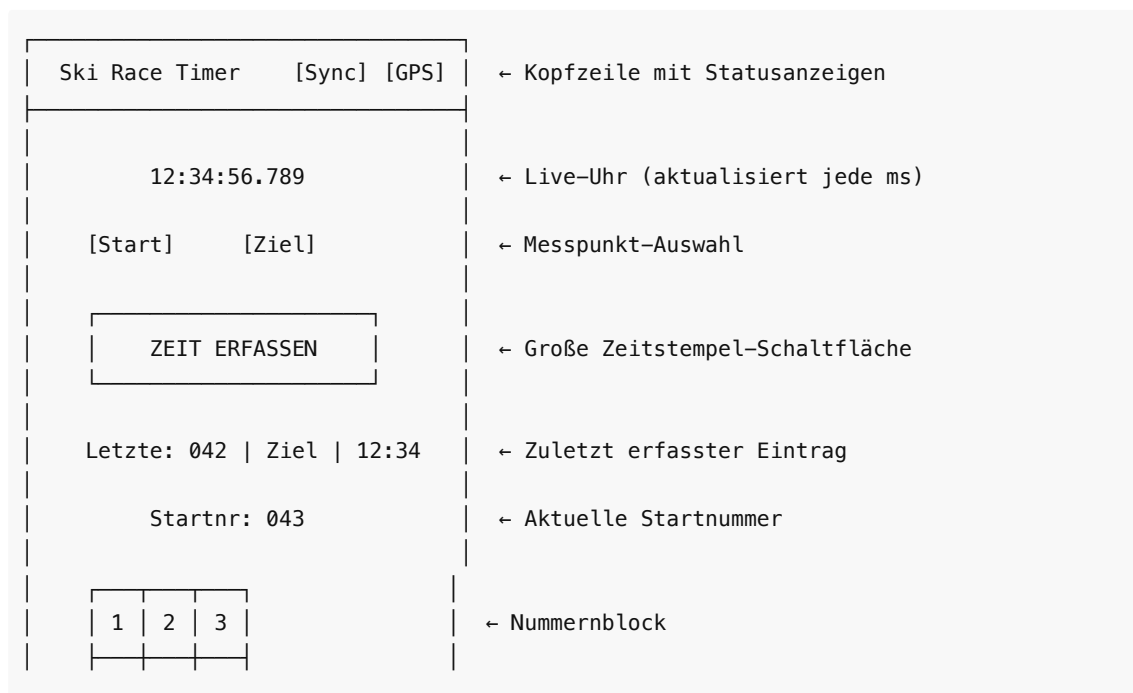 Ski Race Timer [Sync] [GPS] ← Kopfzeile mit Statusanzeigen
12:34:56.789 ← Live-Uhr (aktualisiert jede ms)
[Start] [Ziel] ← Messpunkt-Auswahl
ZEIT ERFASSEN ← Große Zeitstempel-Schaltfläche
Letzte: 042 | Ziel | 12:34 ← Zuletzt erfasster Eintrag
Startnr: 043 ← Aktuelle Startnummer
1 2 3 ← Nummernblock